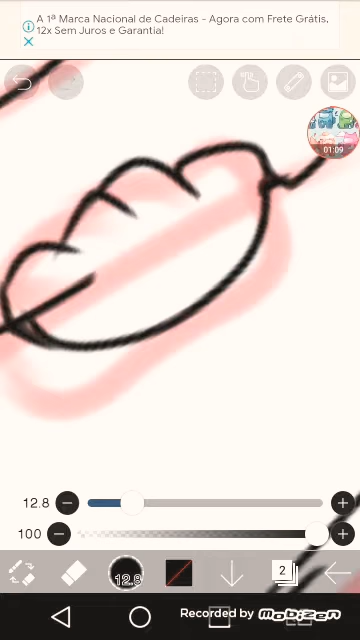 A 1ª Marca Nacional de Cadeiras - Agora com Frete Grátis,
12x Sem Juros e Garantia!
01:09
12.8
100
12.8
2
Recorded by mobizen